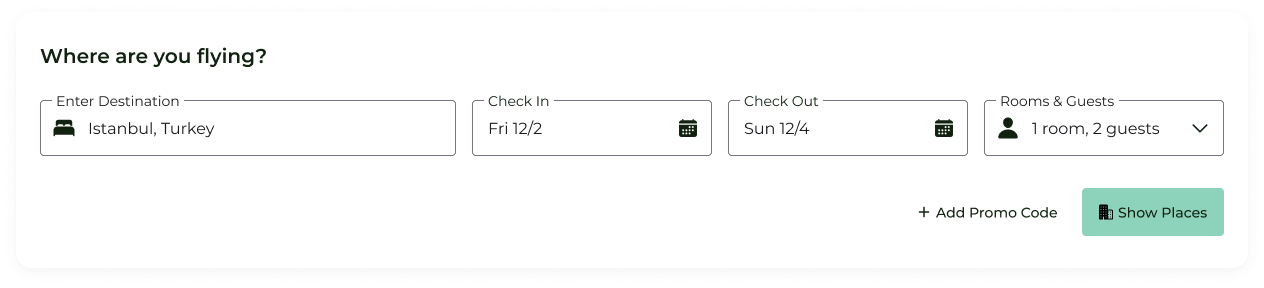 Where are you flying?
Enter Destination
Istanbul, Turkey
Check In
Fri 12/2
Check Out
Sun 12/4
Rooms & Guests
1 room, 2 guests
+ Add Promo Code
Show Places